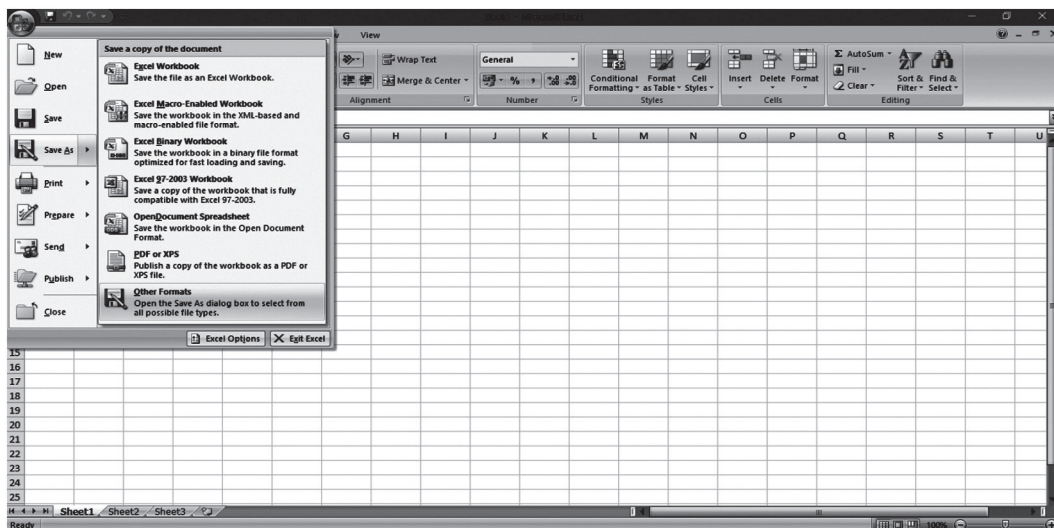 View
New
Open
Save
Save As
Print
Prepare
Send
Publish
Close
Save a copy of the document
Excel Workbook
Save the file as an Excel Workbook.
Excel Macro-Enabled Workbook
Save the workbook in the XML-based and
macro-enabled file format.
Excel Binary Workbook
Save the workbook in a binary file format
optimized for fast loading and saving.
Excel 97-2003 Workbook
Save a copy of the workbook that is fully
compatible with Excel 97-2003.
OpenDocument Spreadsheet
Save the workbook in the Open Document
Format.
PDF or XPS
Publish a copy of the workbook as a PDF or
XPS file.
Other Formats
Open the Save As dialog box to select from
all possible file types.
Excel Options
Exit Excel
Wrap Text
Merge & Center
Alignment
General
%
Number
Conditional
Formatting
Format
as Table
Cell
Styles
Styles
Insert Delete Format
Cells
Σ AutoSum
Fill
Clear
Sort &
Filter
Find &
Select
Editing
G H I J K L M N O P Q R S T U
15
16
17
18
19
20
21
22
23
24
25
Sheet1 Sheet2 Sheet3
Ready
100%